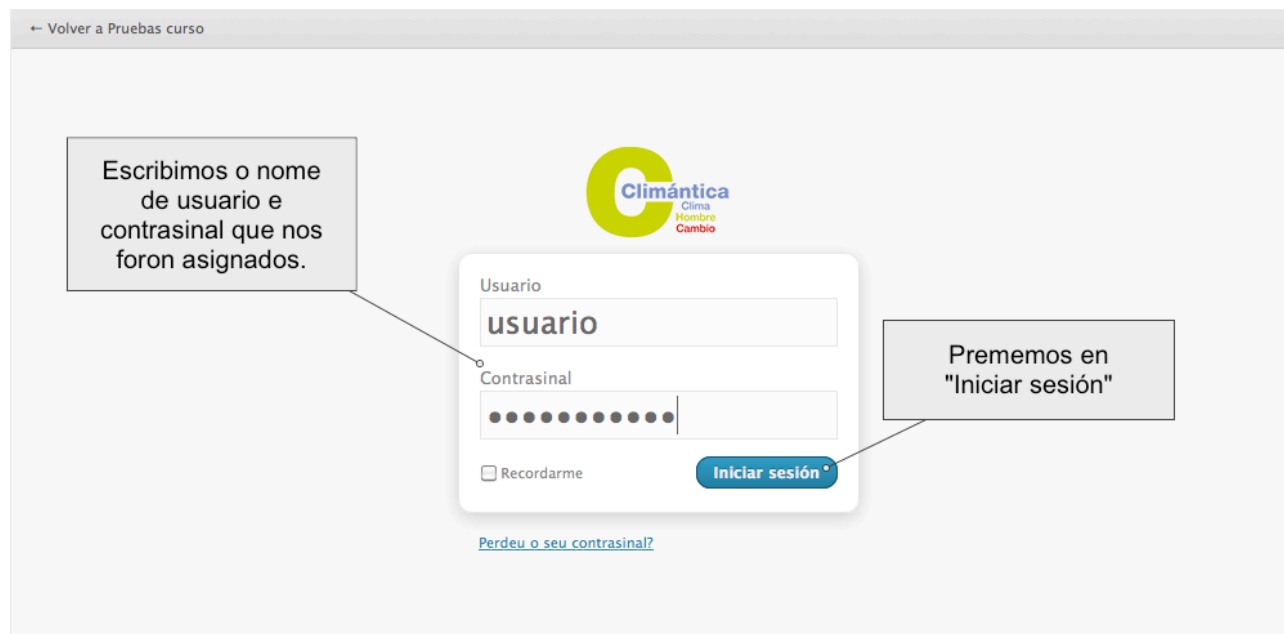 ← Volver a Pruebas curso
Escribimos o nome
de usuario e
contrasinal que nos
foron asignados.
Climántica
Clima
Hombre
Cambio
Usuario
usuario
Contrasinal
●●●●●●●●●●●
Recordarme
Iniciar sesión
Prememos en
"Iniciar sesión"
Perdeu o seu contrasinal?